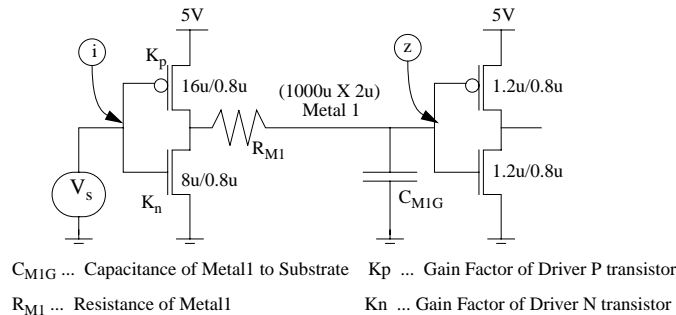 5V
5V
i
z
Kp
16u/0.8u
(1000u X 2u)
Metal 1
1.2u/0.8u
RM1
Vs
8u/0.8u
Kn
CM1G
1.2u/0.8u
CM1G ... Capacitance of Metal1 to Substrate
Kp ... Gain Factor of Driver P transistor
RM1 ... Resistance of Metal1
Kn ... Gain Factor of Driver N transistor